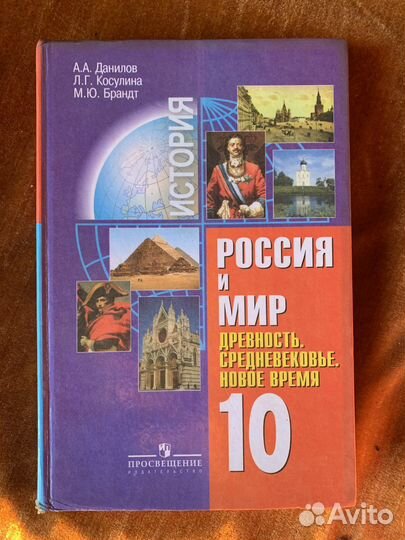 А.А. Данилов
Л.Г. Косулина
М.Ю. Брандт
ИСТОРИЯ
РОССИЯ
И
МИР
ДРЕВНОСТЬ.
СРЕДНЕВЕКОВЬЕ.
НОВОЕ ВРЕМЯ
10
ПРОСВЕЩЕНИЕ
ИЗДАТЕЛЬСТВО
Avito